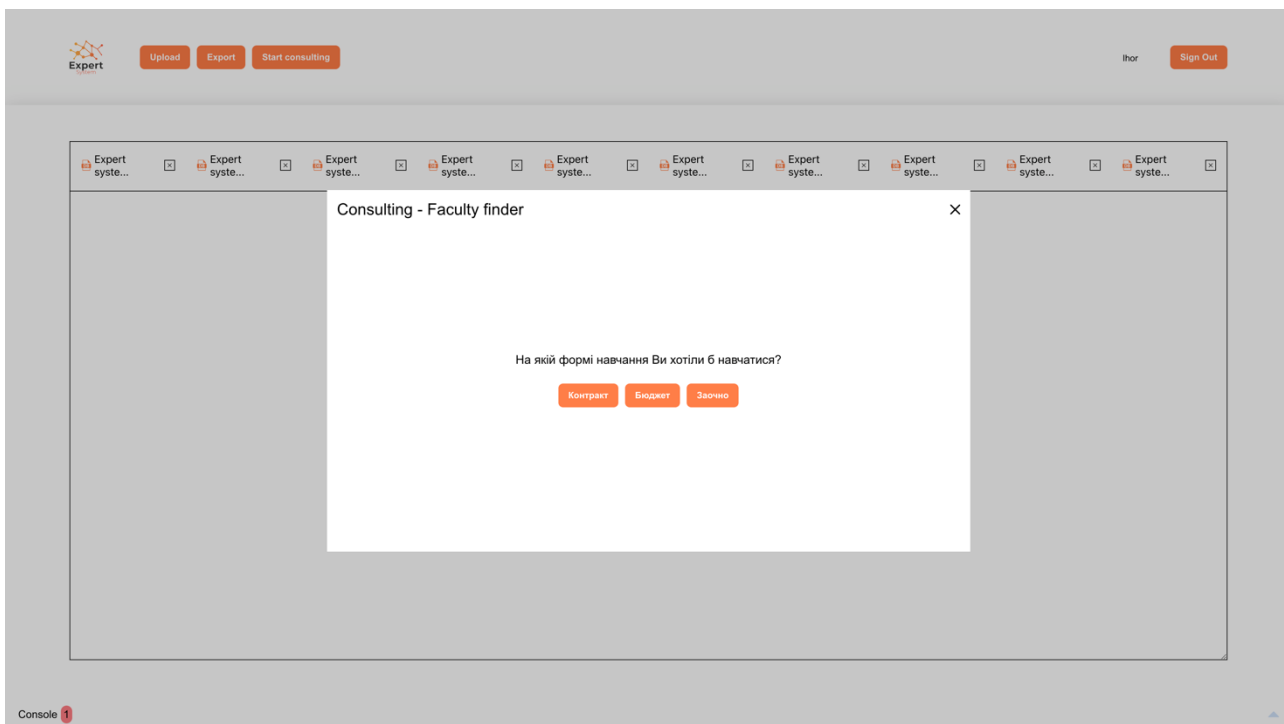 Expert
System
Upload
Export
Start consulting
Ihor
Sign Out
Expert
syste...
Expert
syste...
Expert
syste...
Expert
syste...
Expert
syste...
Expert
syste...
Expert
syste...
Expert
syste...
Expert
syste...
Expert
syste...
Consulting - Faculty finder
На якій формі навчання Ви хотіли б навчатися?
Контракт
Бюджет
Заочно
Console 1